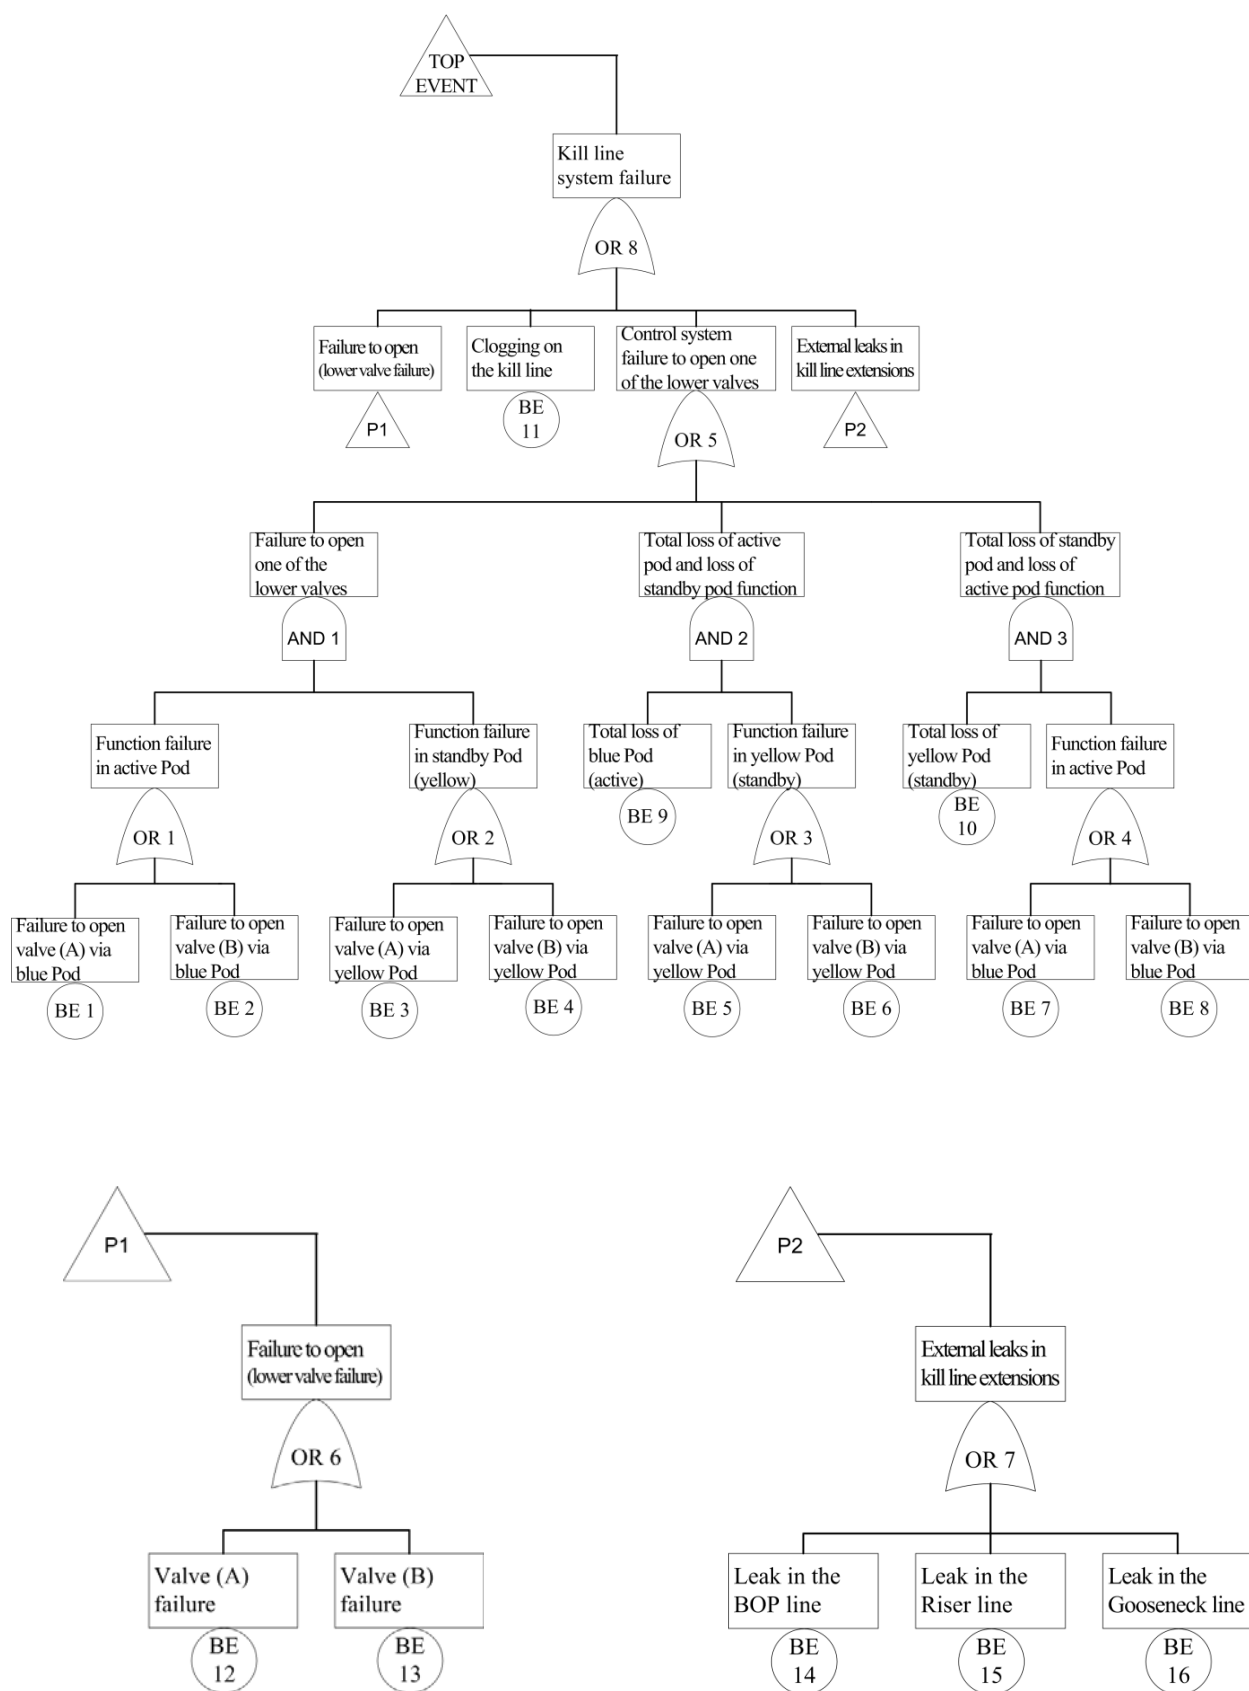 TOP
EVENT
Kill line
system failure
OR 8
Failure to open
(lower valve failure)
Clogging on
the kill line
Control system
failure to open one
of the lower valves
External leaks in
kill line extensions
P1
BE
11
OR 5
P2
Failure to open
one of the
lower valves
Total loss of active
pod and loss of
standby pod function
Total loss of standby
pod and loss of
active pod function
AND 1
AND 2
AND 3
Function failure
in active Pod
Function failure
in standby Pod
(yellow)
Total loss of
blue Pod
(active)
Function failure
in yellow Pod
(standby)
Total loss of
yellow Pod
(standby)
Function failure
in active Pod
OR 1
OR 2
BE 9
OR 3
BE
10
OR 4
Failure to open
valve (A) via
blue Pod
Failure to open
valve (B) via
blue Pod
Failure to open
valve (A) via
yellow Pod
Failure to open
valve (B) via
yellow Pod
Failure to open
valve (A) via
yellow Pod
Failure to open
valve (B) via
yellow Pod
Failure to open
valve (A) via
blue Pod
Failure to open
valve (B) via
blue Pod
BE 1
BE 2
BE 3
BE 4
BE 5
BE 6
BE 7
BE 8
P1
Failure to open
(lower valve failure)
OR 6
Valve (A)
failure
Valve (B)
failure
BE
12
BE
13
P2
External leaks in
kill line extensions
OR 7
Leak in the
BOP line
Leak in the
Riser line
Leak in the
Gooseneck line
BE
14
BE
15
BE
16